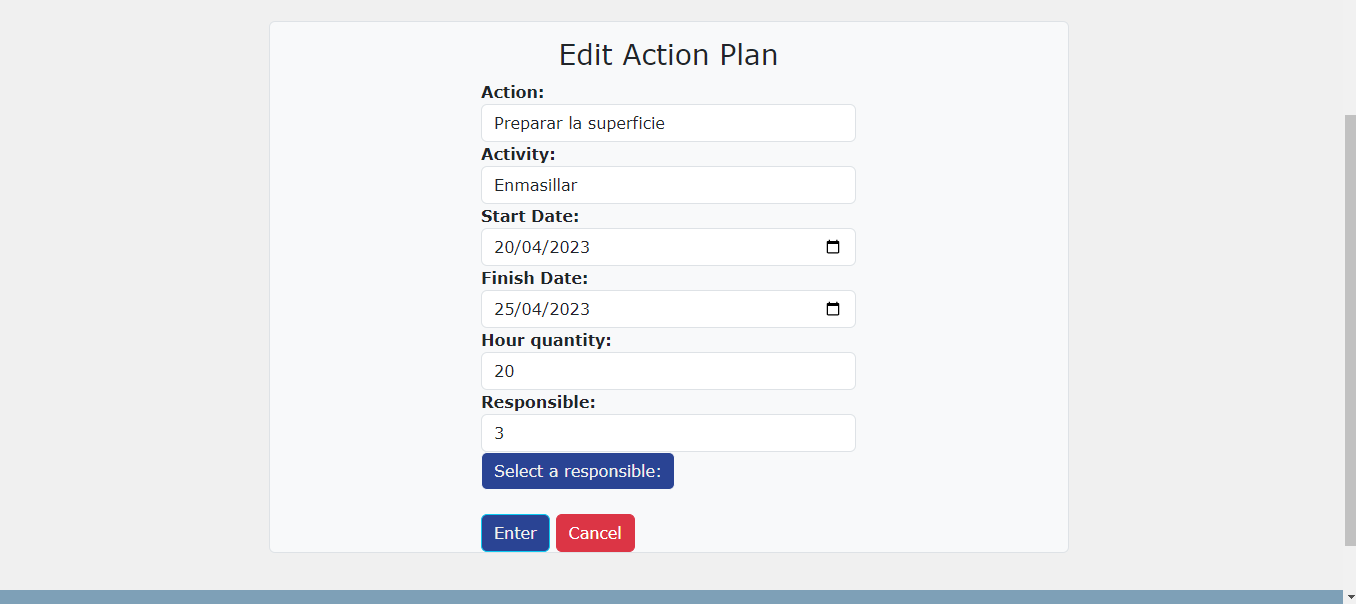 Edit Action Plan
Action:
Preparar la superficie
Activity:
Enmasillar
Start Date:
20/04/2023
Finish Date:
25/04/2023
Hour quantity:
20
Responsible:
3
Select a responsible:
Enter Cancel